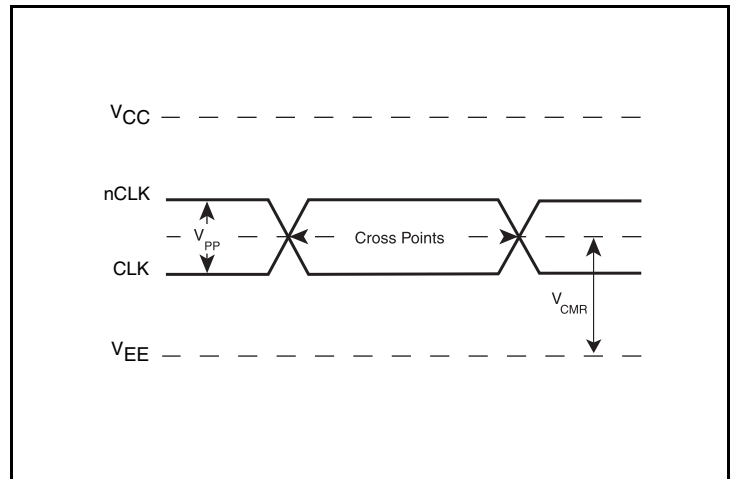 VCC
nCLK
VPP
Cross Points
CLK
VCMR
VEE